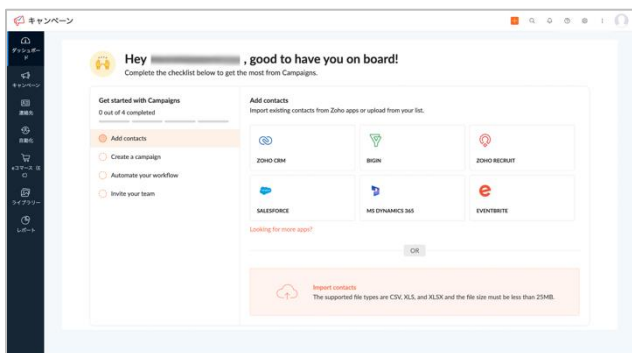 キャンペーン
ダッシュボー
ド
キャンペーン
連絡先
自動化
eコマース
ライブラリー
レポート
Hey , good to have you on board!
Complete the checklist below to get the most from Campaigns.
Get started with Campaigns
0 out of 4 completed
Add contacts
Create a campaign
Automate your workflow
Invite your team
Add contacts
Import existing contacts from Zoho apps or upload from your list.
ZOHO CRM
BIGIN
ZOHO RECRUIT
SALESFORCE
MS DYNAMICS 365
EVENTBRITE
Looking for more apps?
OR
Import contacts
The supported file types are CSV, XLS, and XLSX and the file size must be less than 25MB.